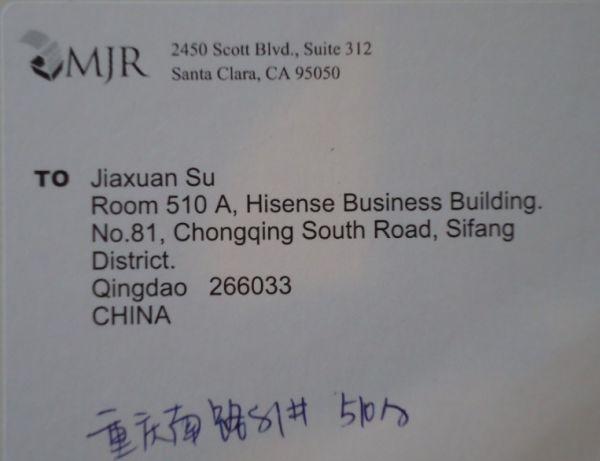 MJR
2450 Scott Blvd., Suite 312
Santa Clara, CA 95050
TO Jiaxuan Su
Room 510 A, Hisense Business Building.
No.81, Chongqing South Road, Sifang
District.
Qingdao 266033
CHINA
重庆南路81# 510A